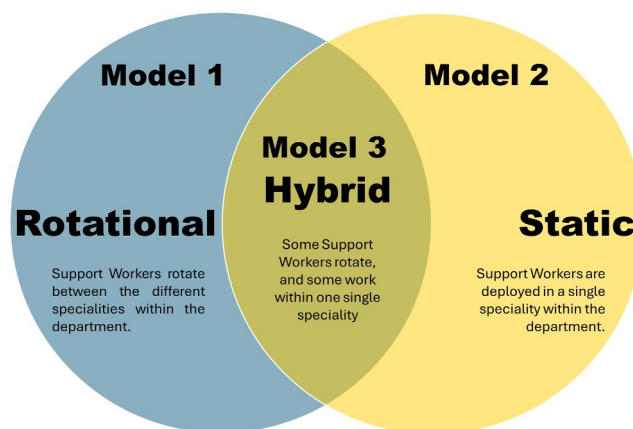 Model 1
Rotational
Support Workers rotate
between the different
specialities within the
department.
Model 3
Hybrid
Some Support
Workers rotate,
and some work
within one single
speciality
Model 2
Static
Support Workers are
deployed in a single
speciality within the
department.